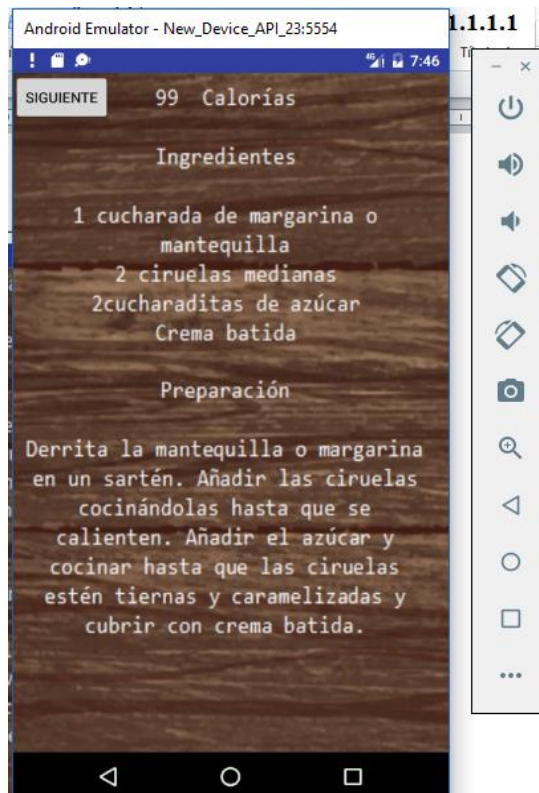 Android Emulator - New_Device_API_23:5554
1.1.1.1
4G 7:46
SIGUIENTE
99 Calorías
Ingredientes
1 cucharada de margarina o
mantequilla
2 ciruelas medianas
2cucharaditas de azúcar
Crema batida
Preparación
Derrita la mantequilla o margarina
en un sartén. Añadir las ciruelas
cocinándolas hasta que se
calienten. Añadir el azúcar y
cocinar hasta que las ciruelas
estén tiernas y caramelizadas y
cubrir con crema batida.